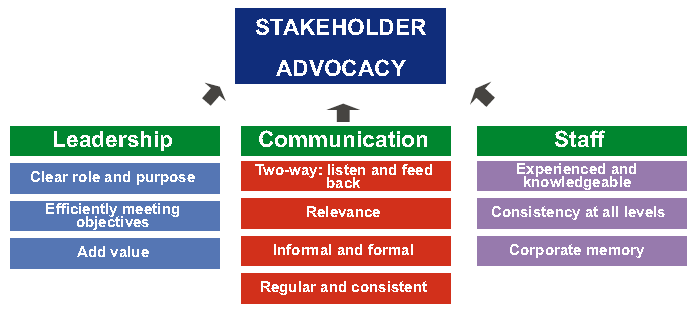 STAKEHOLDER
ADVOCACY
Leadership
Clear role and purpose
Efficiently meeting
objectives
Add value
Communication
Two-way: listen and feed
back
Relevance
Informal and formal
Regular and consistent
Staff
Experienced and
knowledgeable
Consistency at all levels
Corporate memory